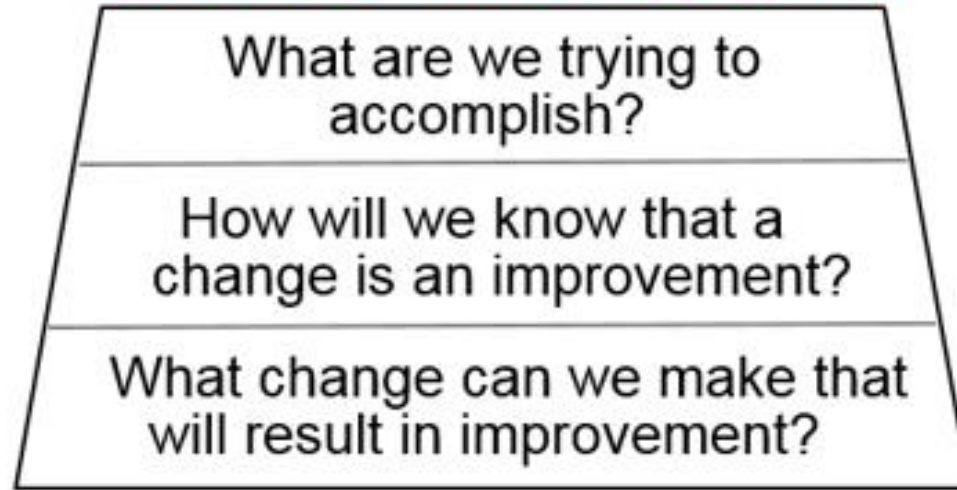 What are we trying to
accomplish?
How will we know that a
change is an improvement?
What change can we make that
will result in improvement?